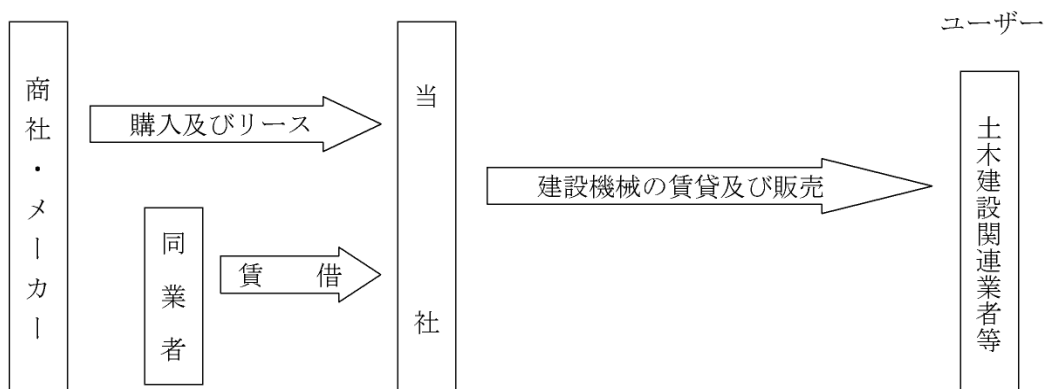 ユーザー
商社・メーカー
購入及びリース
同業者
賃　借
当　社
建設機械の賃貸及び販売
土木建設関連業者等